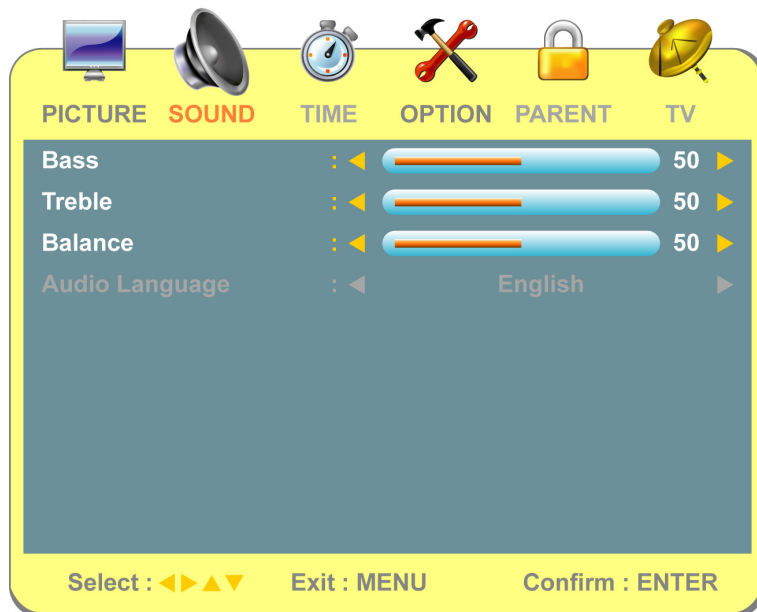 PICTURE SOUND TIME OPTION PARENT TV
Bass : 50
Treble : 50
Balance : 50
Audio Language : English
Select : Exit : MENU Confirm : ENTER